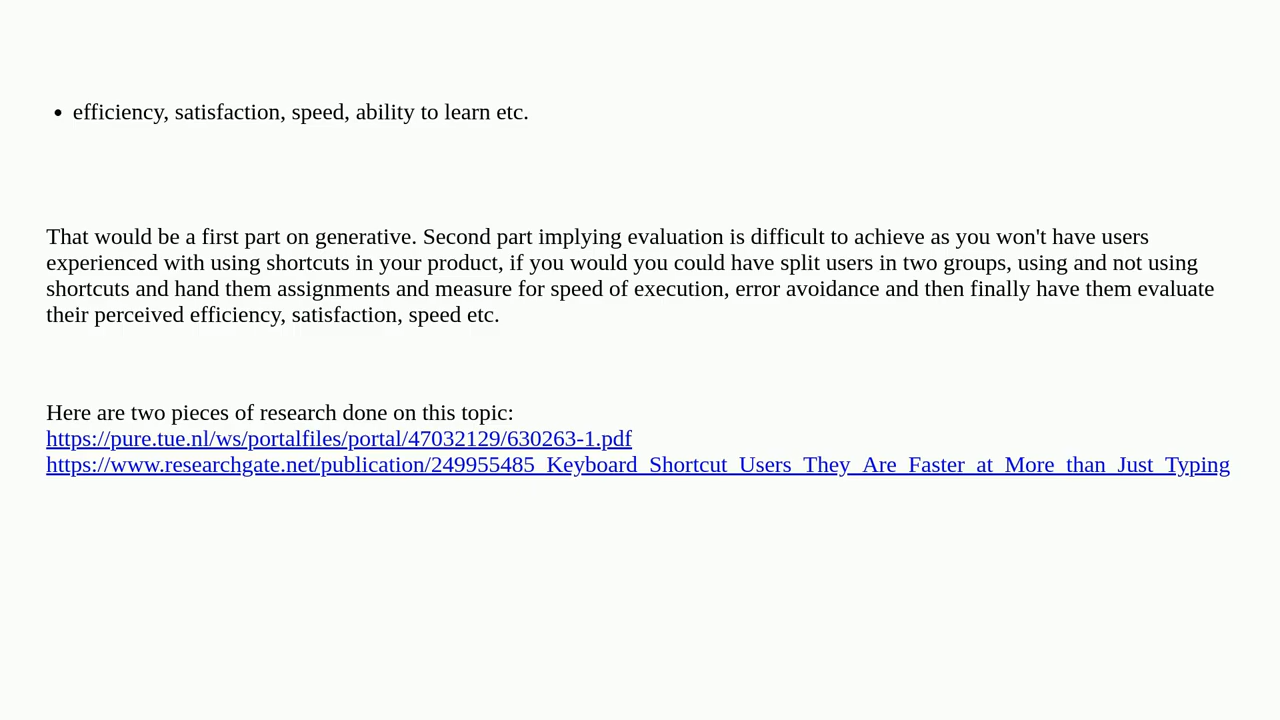 • efficiency, satisfaction, speed, ability to learn etc.
That would be a first part on generative. Second part implying evaluation is difficult to achieve as you won't have users
experienced with using shortcuts in your product, if you would you could have split users in two groups, using and not using
shortcuts and hand them assignments and measure for speed of execution, error avoidance and then finally have them evaluate
their perceived efficiency, satisfaction, speed etc.
Here are two pieces of research done on this topic:
https://pure.tue.nl/ws/portalfiles/portal/47032129/630263-1.pdf
https://www.researchgate.net/publication/249955485_Keyboard_Shortcut_Users_They_Are_Faster_at_More_than_Just_Typing